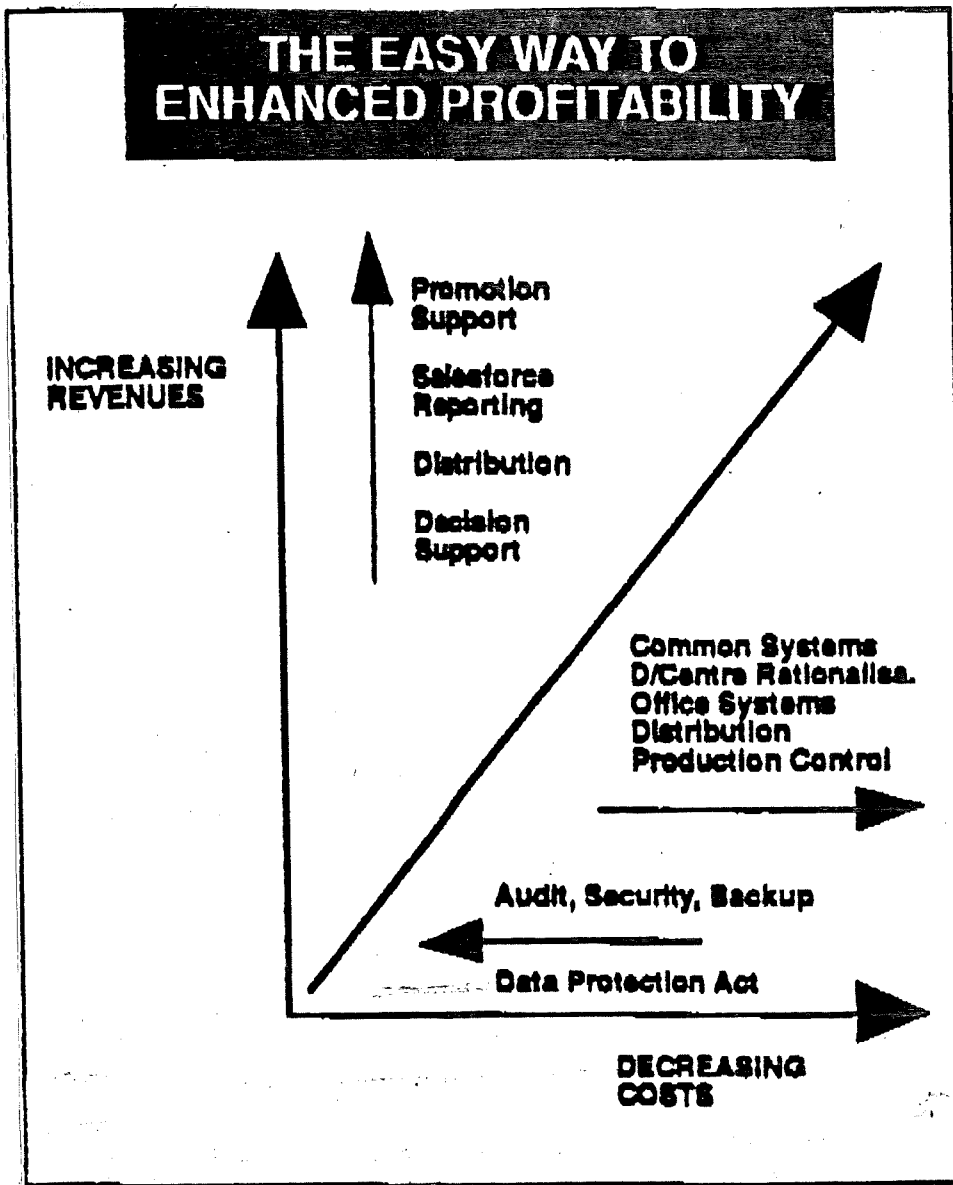 THE EASY WAY TO
ENHANCED PROFITABILITY
Promotion
Support
INCREASING
REVENUES
Salesforce
Reporting
Distribution
Decision
Support
Common Systems
D/Centre Rationalisa.
Office Systems
Distribution
Production Control
Audit, Security, Backup
Data Protection Act
DECREASING
COSTS